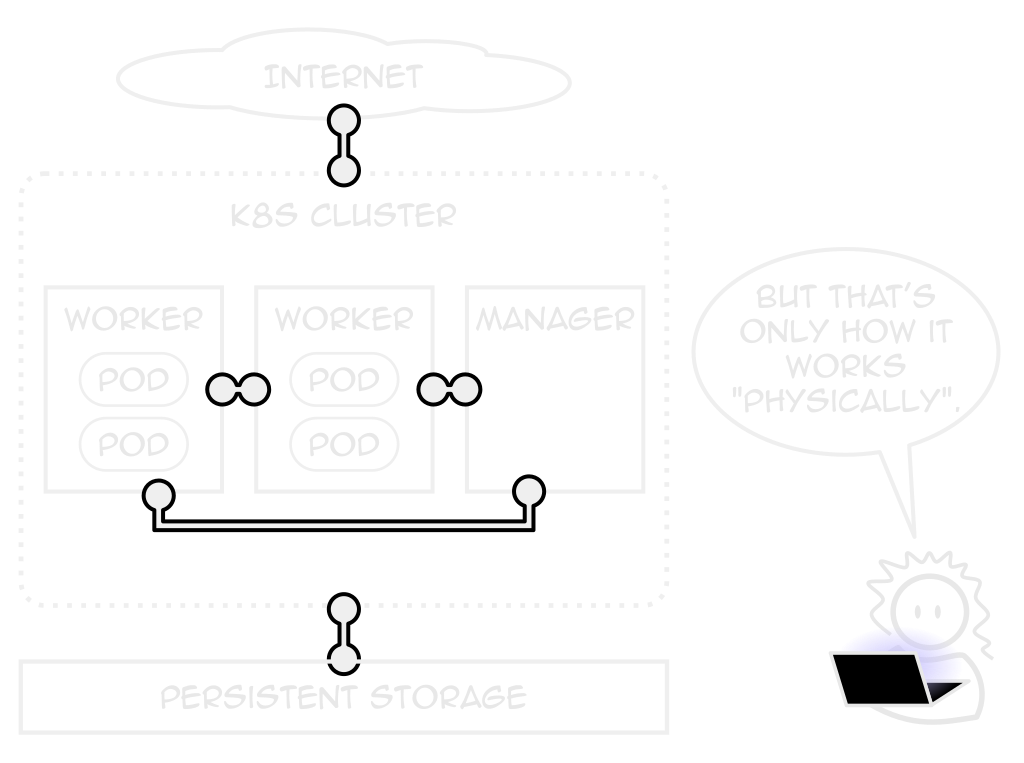 INTERNET
K8S CLUSTER
WORKER
POD
POD
WORKER
POD
POD
MANAGER
PERSISTENT STORAGE
BUT THAT'S
ONLY HOW IT
WORKS
"PHYSICALLY".